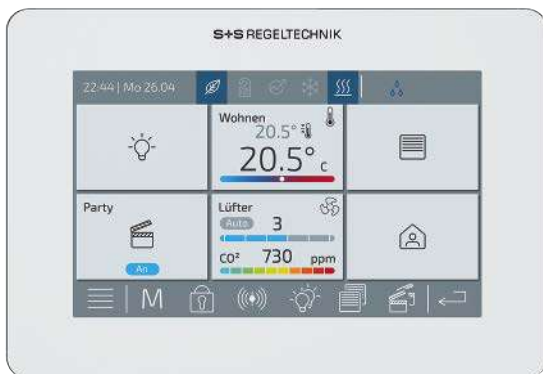 S+S REGELTECHNIK
22:44 | Mo 26.04
Wohnen
20.5°
20.5° C
Party
An
Lüfter
Auto 3
CO² 730 ppm
M